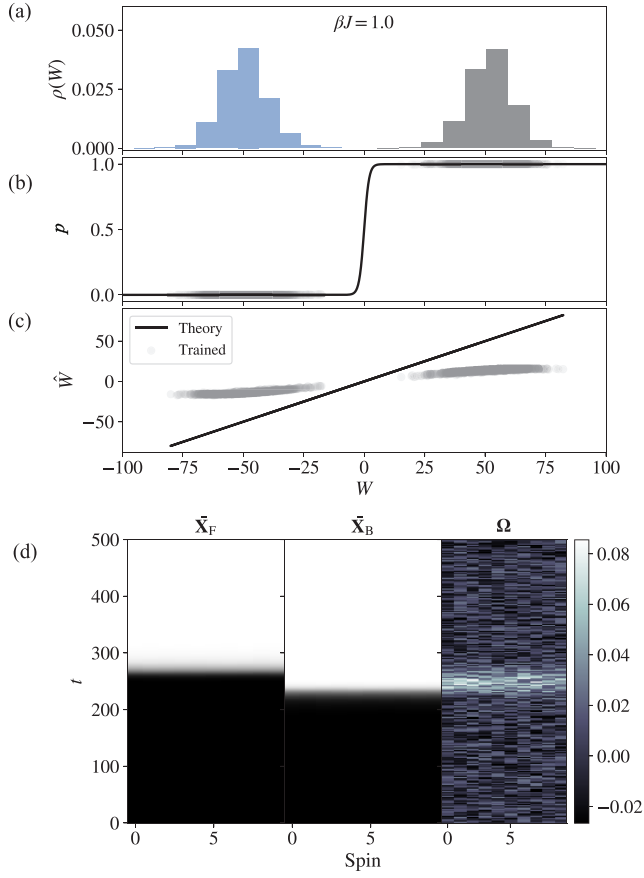 (a)
βJ = 1.0
ρ(W)
0.050
0.025
0.000
(b)
p
1.0
0.5
0.0
(c)
Theory
Trained
Ŵ
50
0
−50
−100 −75 −50 −25 0 25 50 75 100
W
(d)
X̄F X̄B Ω
t
500
400
300
200
100
0
0 5 0 5 0 5
Spin
0.08
0.06
0.04
0.02
0.00
−0.02